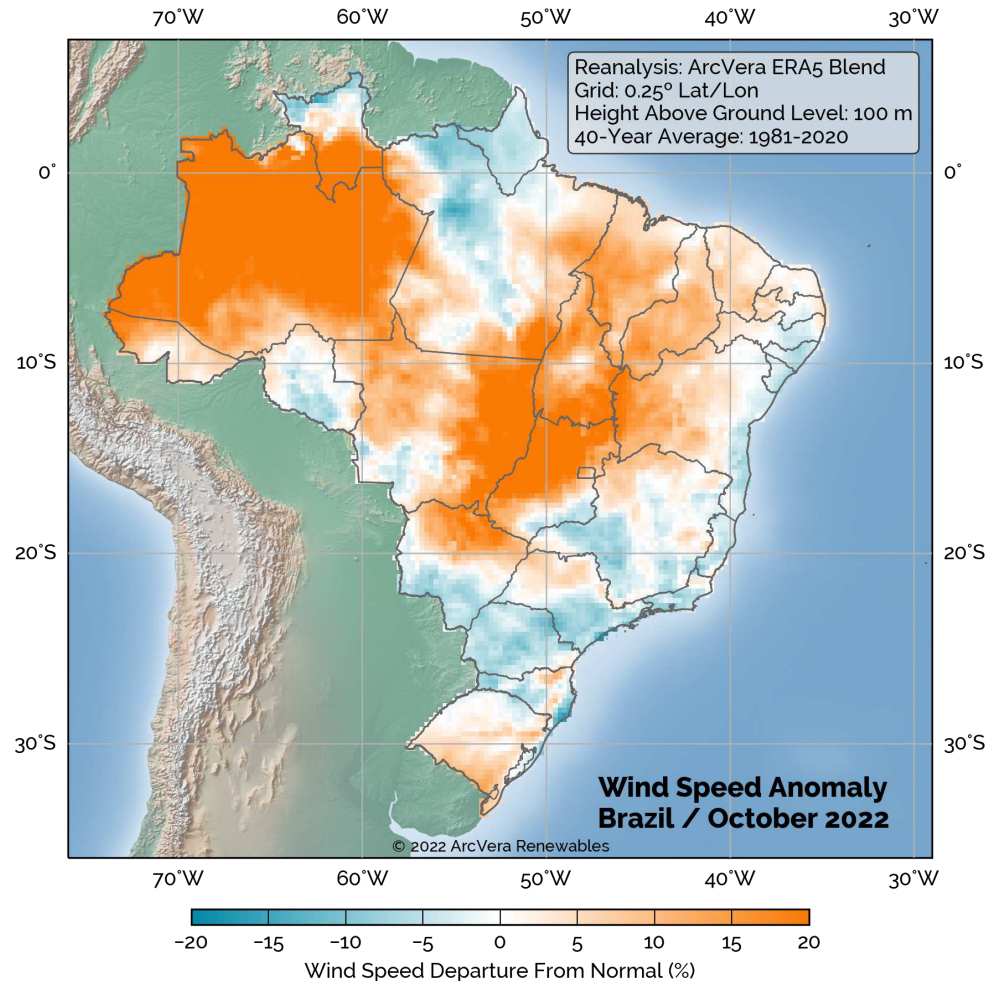 70°W 60°W 50°W 40°W 30°W
Reanalysis: ArcVera ERA5 Blend
Grid: 0.25º Lat/Lon
Height Above Ground Level: 100 m
40-Year Average: 1981-2020
0° 0°
10°S 10°S
20°S 20°S
30°S 30°S
Wind Speed Anomaly
Brazil / October 2022
© 2022 ArcVera Renewables
70°W 60°W 50°W 40°W 30°W
−20 −15 −10 −5 0 5 10 15 20
Wind Speed Departure From Normal (%)